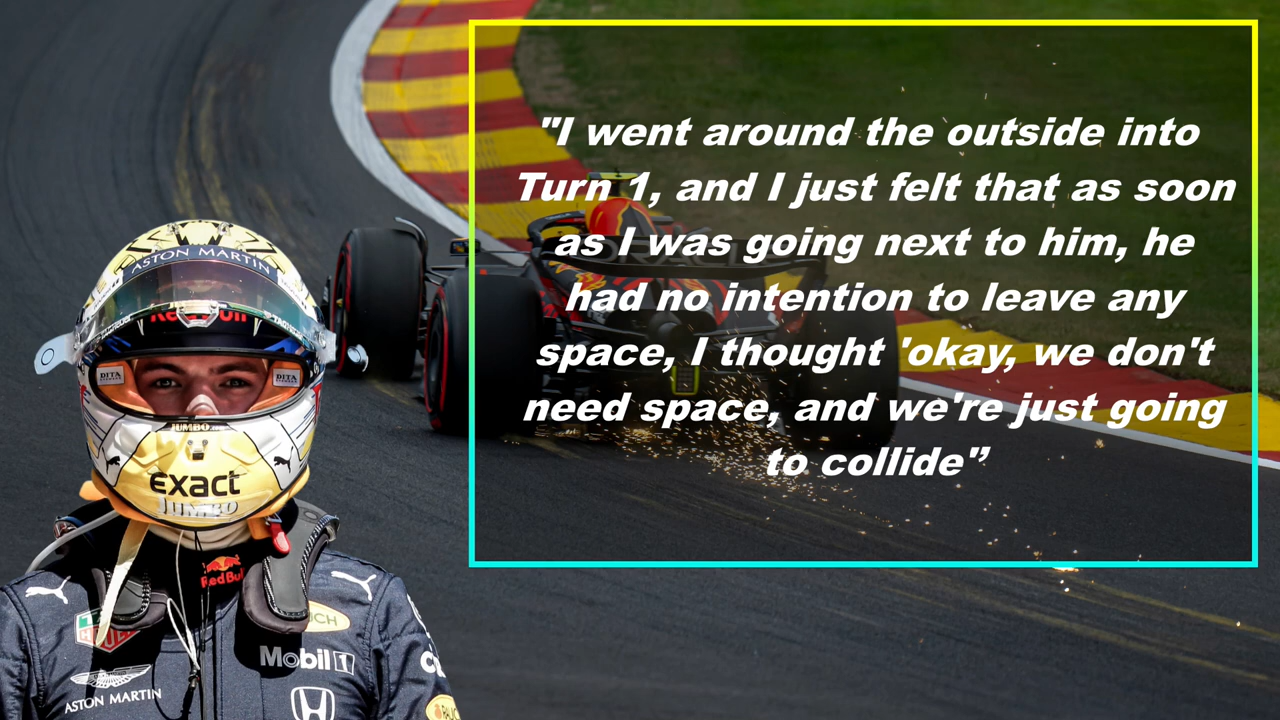 "I went around the outside into
Turn 1, and I just felt that as soon
as I was going next to him, he
had no intention to leave any
space, I thought 'okay, we don't
need space, and we're just going
to collide”
ASTON MARTIN
Red Bull
DITA
DITA
JUMBO
exact
JUMBO
Red Bull
Mobil 1
ASTON MARTIN